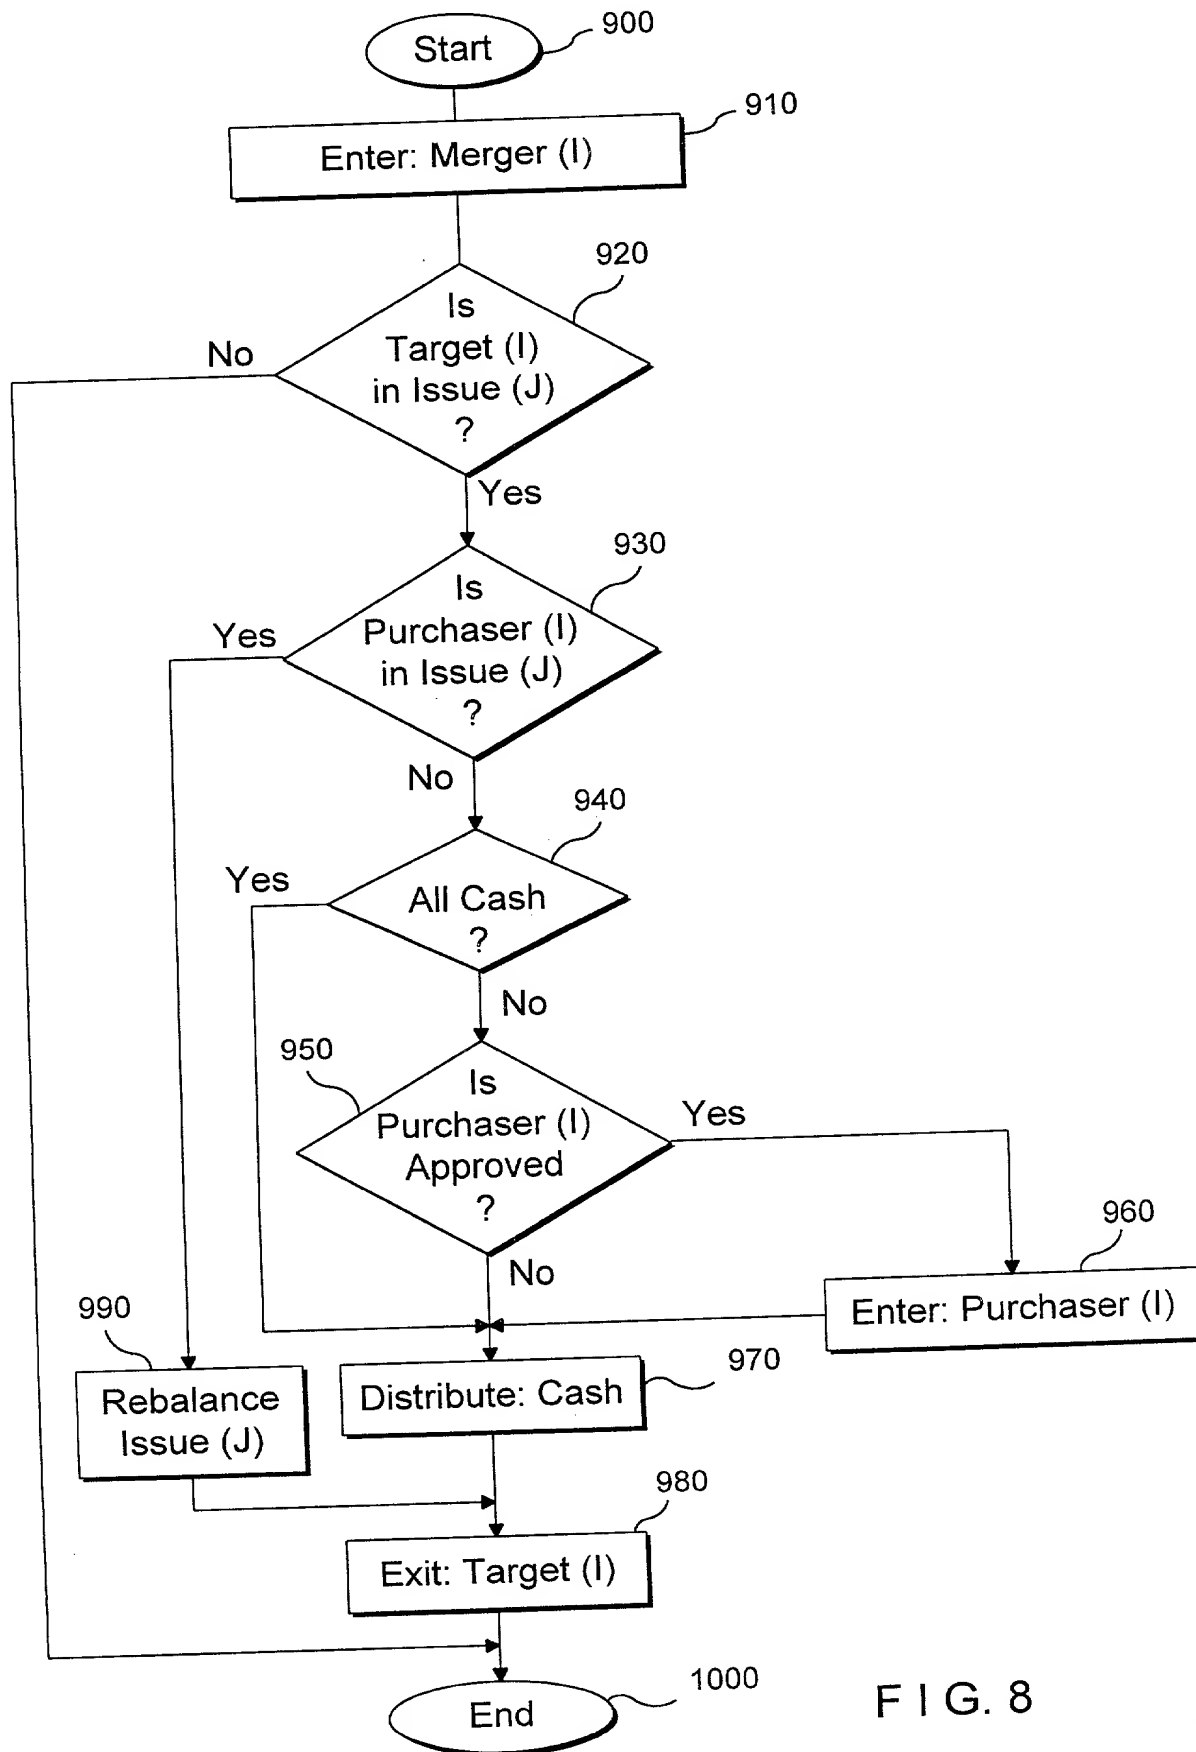 Start
900
910
Enter: Merger (I)
920
Is
Target (I)
in Issue (J)
?
No
Yes
930
Is
Purchaser (I)
in Issue (J)
?
Yes
No
940
All Cash
?
Yes
No
950
Is
Purchaser (I)
Approved
?
Yes
No
960
Enter: Purchaser (I)
990
Rebalance
Issue (J)
970
Distribute: Cash
980
Exit: Target (I)
1000
End
FIG. 8